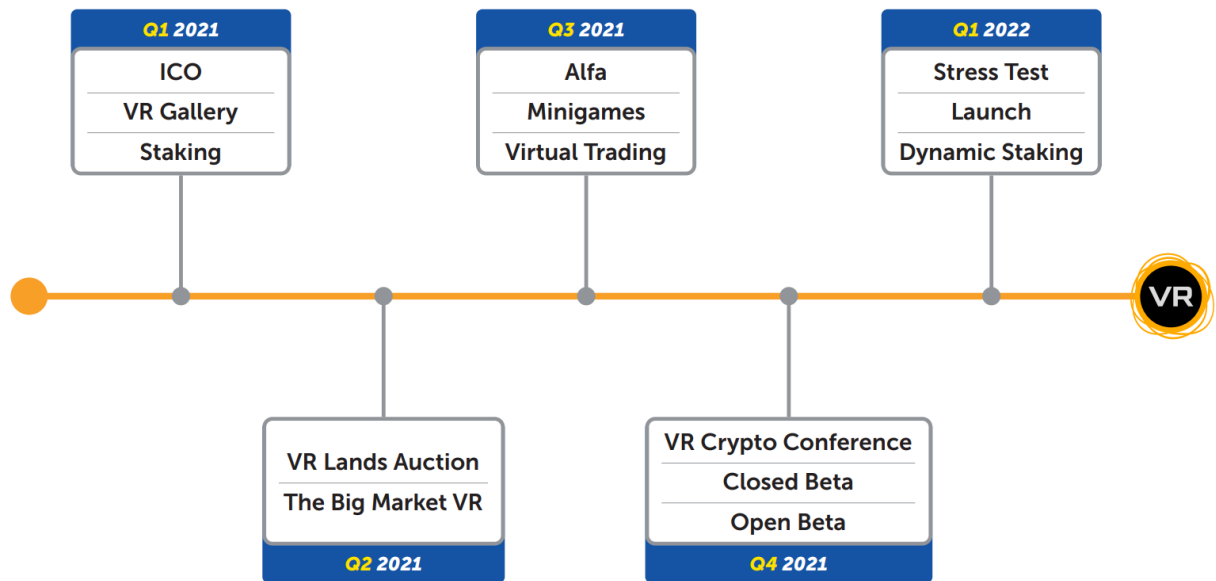 Q1 2021
ICO
VR Gallery
Staking
Q3 2021
Alfa
Minigames
Virtual Trading
Q1 2022
Stress Test
Launch
Dynamic Staking
VR
VR Lands Auction
The Big Market VR
Q2 2021
VR Crypto Conference
Closed Beta
Open Beta
Q4 2021